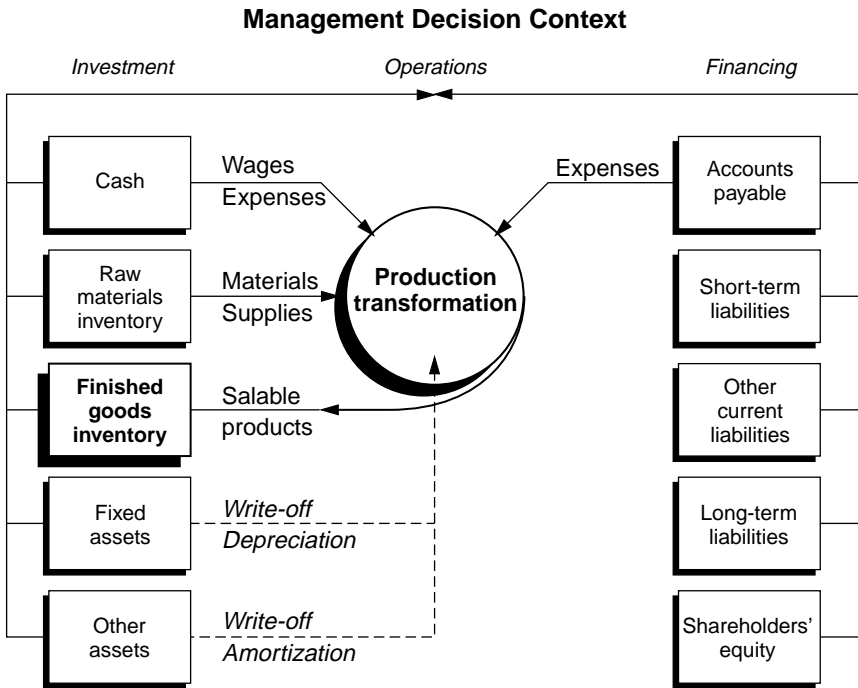 Management Decision Context
Investment
Operations
Financing
Cash
Wages
Expenses
Expenses
Accounts
payable
Raw
materials
inventory
Materials
Supplies
Production
transformation
Short-term
liabilities
Finished
goods
inventory
Salable
products
Other
current
liabilities
Fixed
assets
Write-off
Depreciation
Long-term
liabilities
Other
assets
Write-off
Amortization
Shareholders’
equity